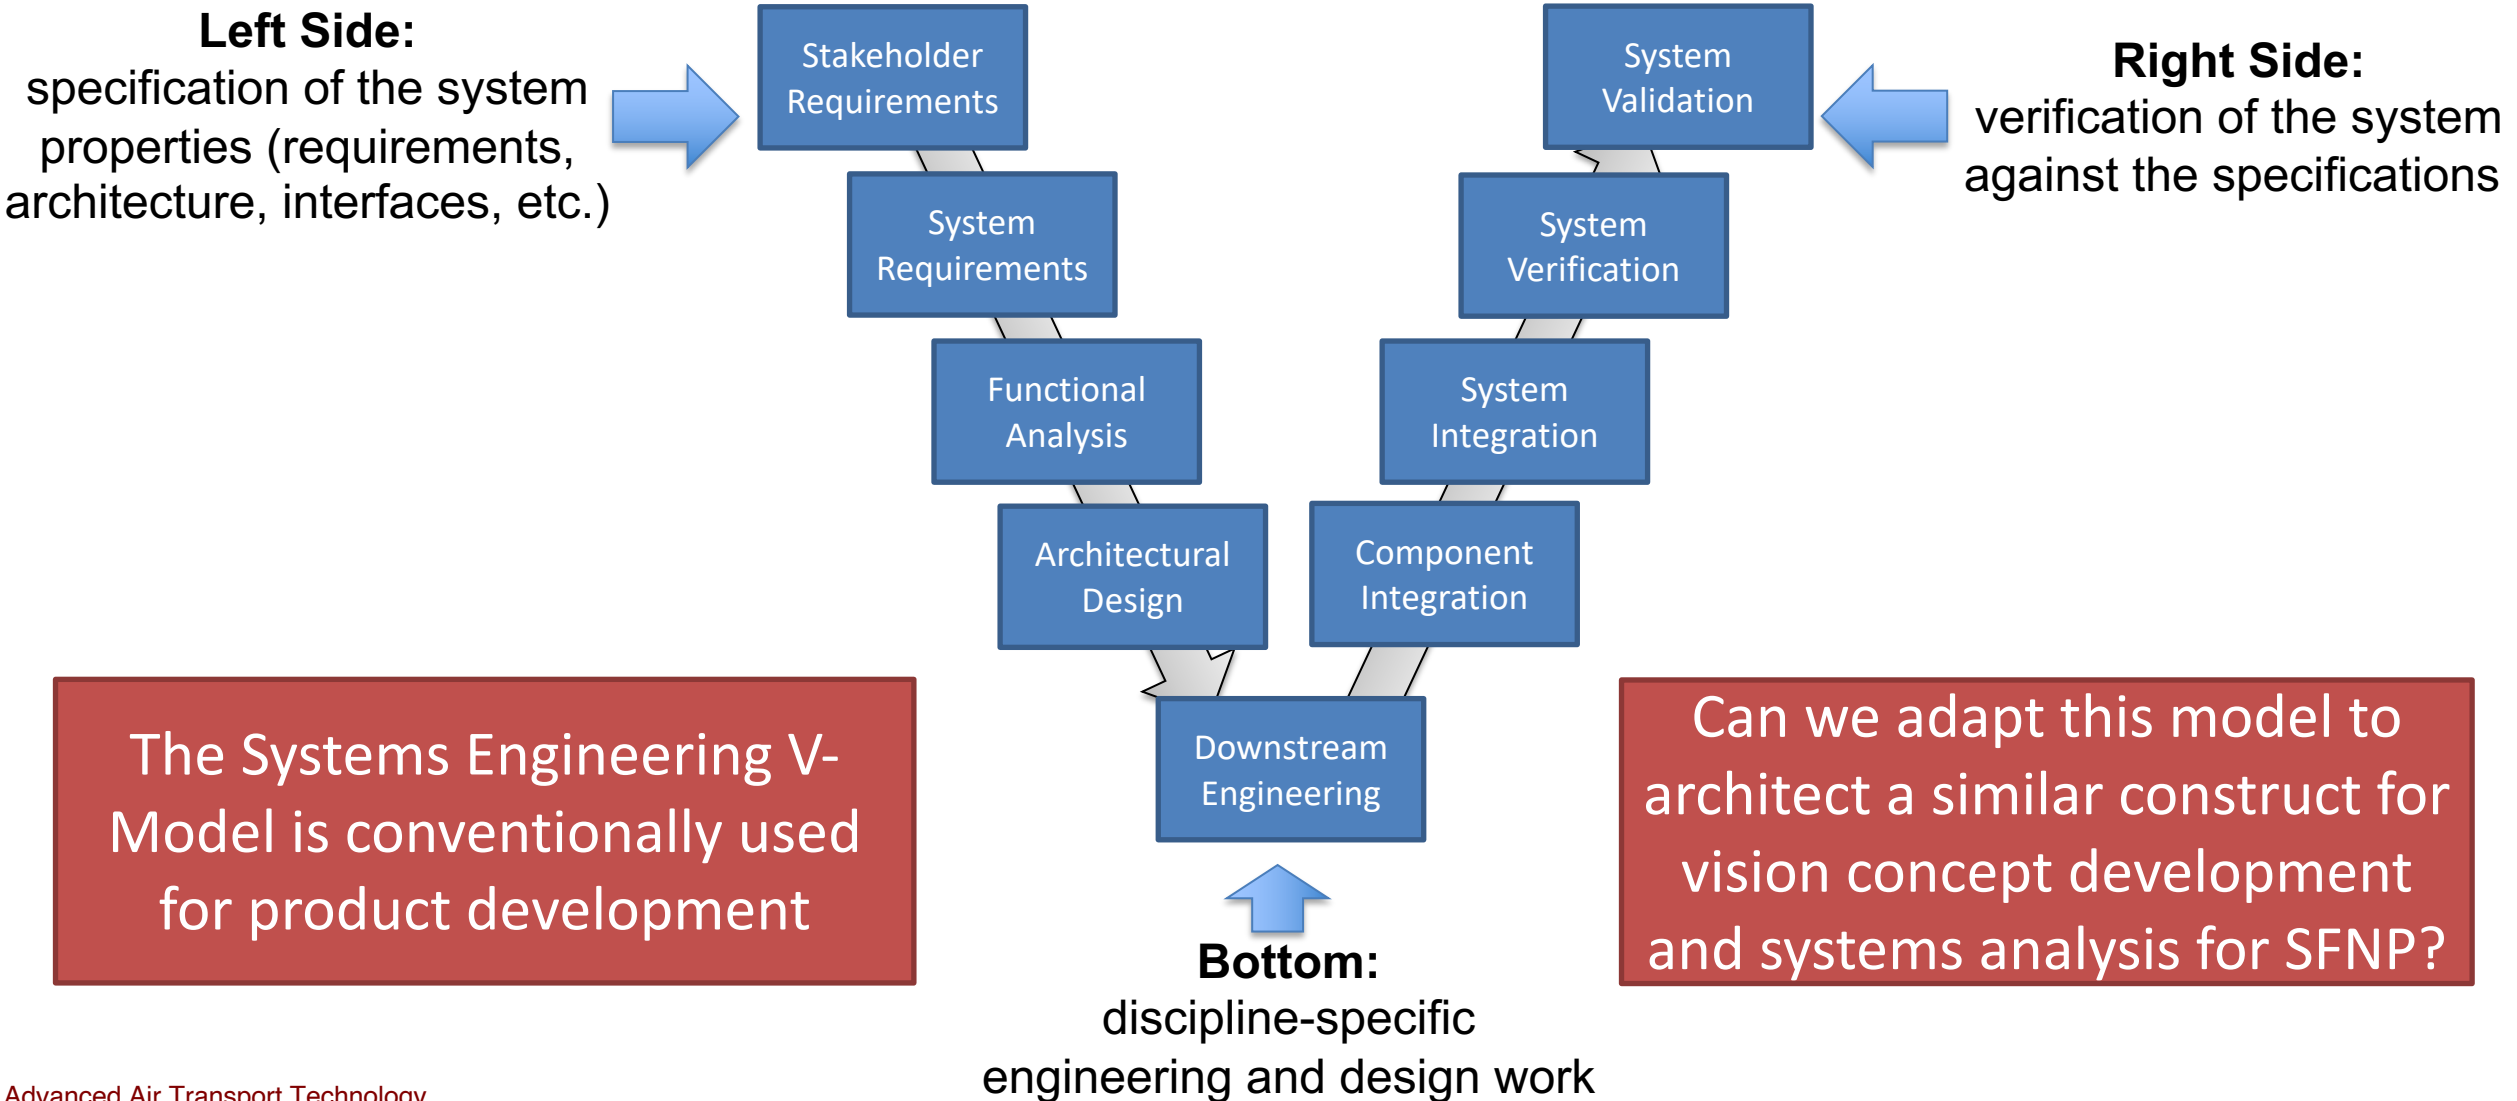 Left Side:
specification of the system
properties (requirements,
architecture, interfaces, etc.)
Stakeholder
Requirements
System
Requirements
Functional
Analysis
Architectural
Design
Downstream
Engineering
Component
Integration
System
Integration
System
Verification
System
Validation
Right Side:
verification of the system
against the specifications
The Systems Engineering V-
Model is conventionally used
for product development
Can we adapt this model to
architect a similar construct for
vision concept development
and systems analysis for SFNP?
Bottom:
discipline-specific
engineering and design work
Advanced Air Transport Technology